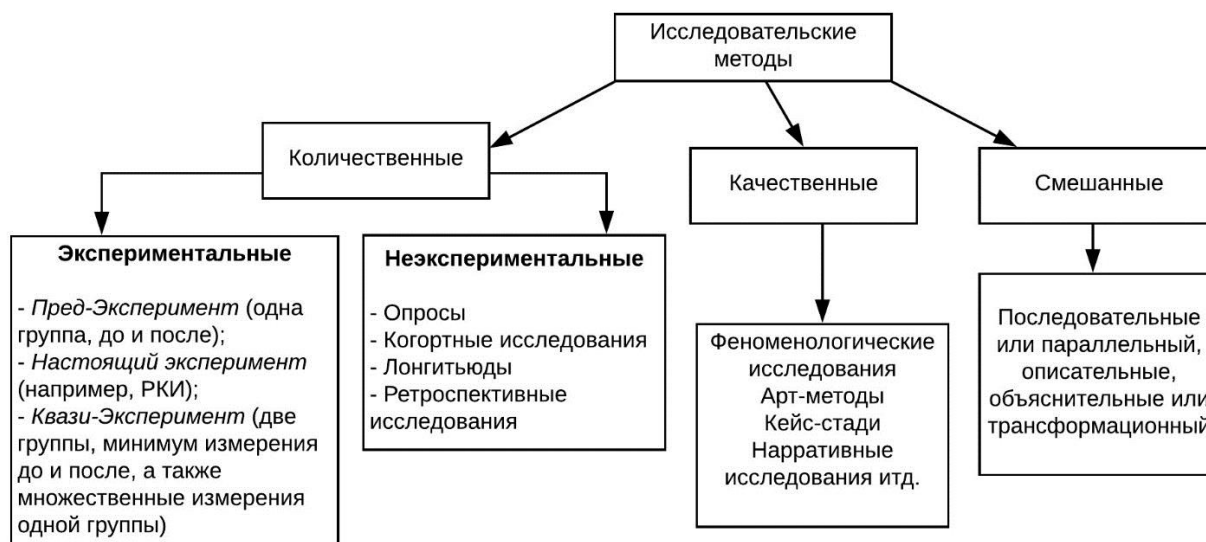 Исследовательские
методы
Количественные
Качественные
Смешанные
Экспериментальные
- Пред-Эксперимент (одна
группа, до и после);
- Настоящий эксперимент
(например, РКИ);
- Квази-Эксперимент (две
группы, минимум измерения
до и после, а также
множественные измерения
одной группы)
Неэкспериментальные
- Опросы
- Когортные исследования
- Лонгитьюды
- Ретроспективные
исследования
Феноменологические
исследования
Арт-методы
Кейс-стади
Нарративные
исследования итд.
Последовательные
или параллельный,
описательные,
объяснительные или
трансформационный